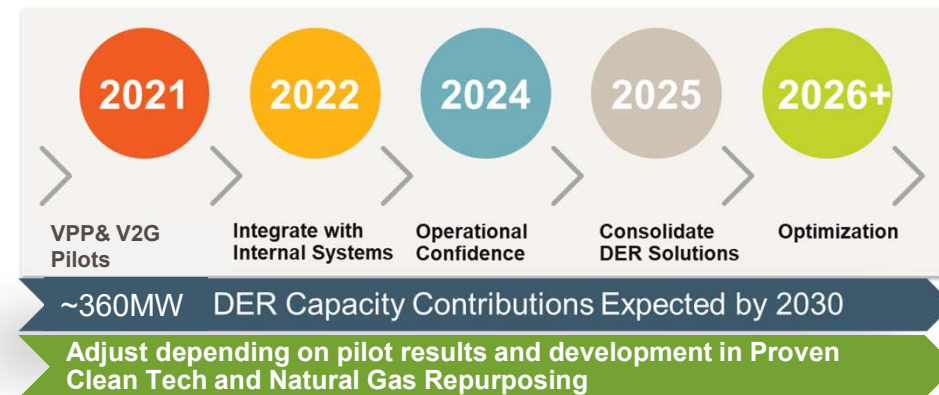 2021
2022
2024
2025
2026+
VPP& V2G
Pilots
Integrate with
Internal Systems
Operational
Confidence
Consolidate
DER Solutions
Optimization
~360MW DER Capacity Contributions Expected by 2030
Adjust depending on pilot results and development in Proven
Clean Tech and Natural Gas Repurposing